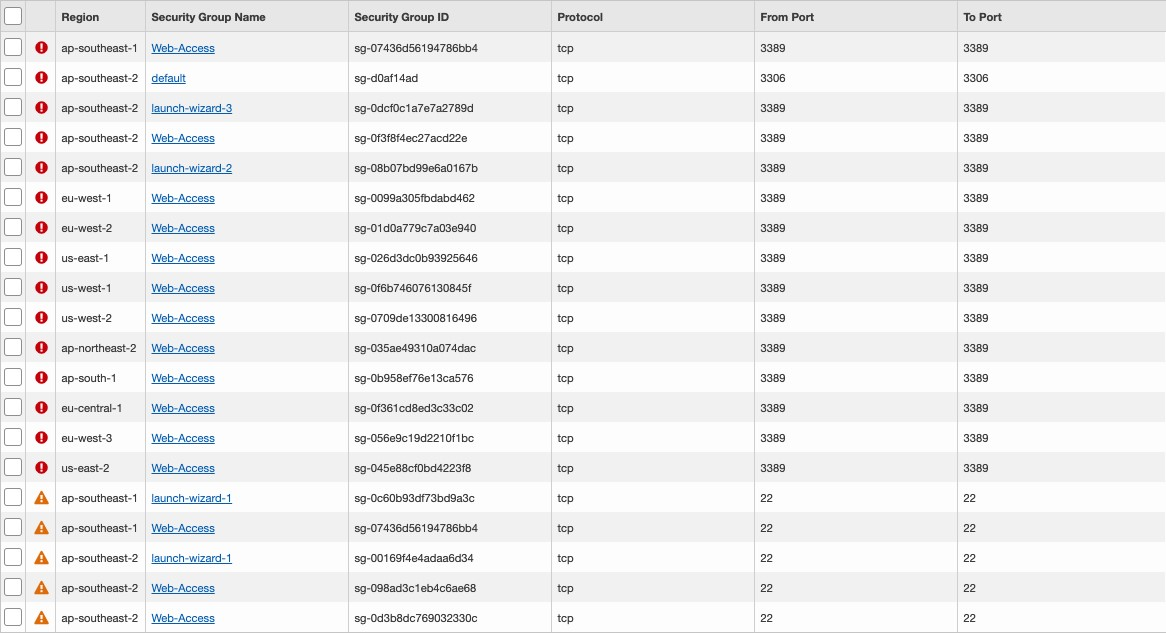 Region Security Group Name Security Group ID Protocol From Port To Port
ap-southeast-1 Web-Access sg-07436d56194786bb4 tcp 3389 3389
ap-southeast-2 default sg-d0af14ad tcp 3306 3306
ap-southeast-2 launch-wizard-3 sg-0dcf0c1a7e7a2789d tcp 3389 3389
ap-southeast-2 Web-Access sg-0f3f8f4ec27acd22e tcp 3389 3389
ap-southeast-2 launch-wizard-2 sg-08b07bd99e6a0167b tcp 3389 3389
eu-west-1 Web-Access sg-0099a305fbdabd462 tcp 3389 3389
eu-west-2 Web-Access sg-01d0a779c7a03e940 tcp 3389 3389
us-east-1 Web-Access sg-026d3dc0b93925646 tcp 3389 3389
us-west-1 Web-Access sg-0f6b746076130845f tcp 3389 3389
us-west-2 Web-Access sg-0709de13300816496 tcp 3389 3389
ap-northeast-2 Web-Access sg-035ae49310a074dac tcp 3389 3389
ap-south-1 Web-Access sg-0b958ef76e13ca576 tcp 3389 3389
eu-central-1 Web-Access sg-0f361cd8ed3c33c02 tcp 3389 3389
eu-west-3 Web-Access sg-056e9c19d2210f1bc tcp 3389 3389
us-east-2 Web-Access sg-045e88cf0bd4223f8 tcp 3389 3389
ap-southeast-1 launch-wizard-1 sg-0c60b93df73bd9a3c tcp 22 22
ap-southeast-1 Web-Access sg-07436d56194786bb4 tcp 22 22
ap-southeast-2 launch-wizard-1 sg-00169f4e4adaa6d34 tcp 22 22
ap-southeast-2 Web-Access sg-098ad3c1eb4c6ae68 tcp 22 22
ap-southeast-2 Web-Access sg-0d3b8dc769032330c tcp 22 22